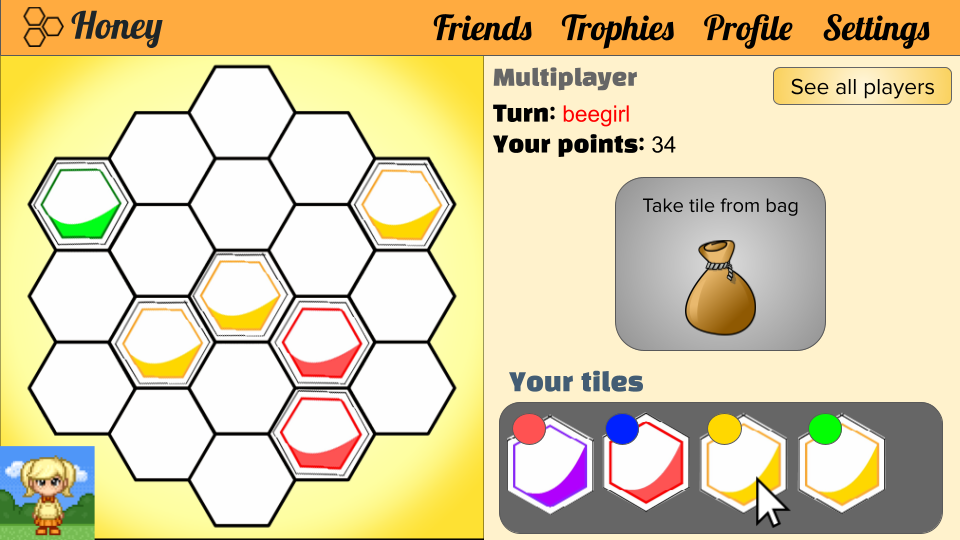 Honey
Friends Trophies Profile Settings
Multiplayer
See all players
Turn: beegirl
Your points: 34
Take tile from bag
Your tiles